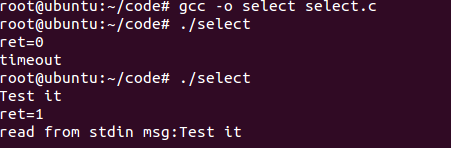 root@ubuntu:~/code# gcc -o select select.c
root@ubuntu:~/code# ./select
ret=0
timeout
root@ubuntu:~/code# ./select
Test it
ret=1
read from stdin msg:Test it